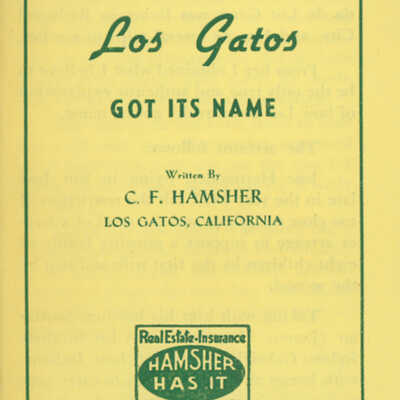 Los Gatos
GOT ITS NAME
Written By
C. F. HAMSHER
LOS GATOS, CALIFORNIA
Real Estate-Insurance
HAMSHER
HAS IT